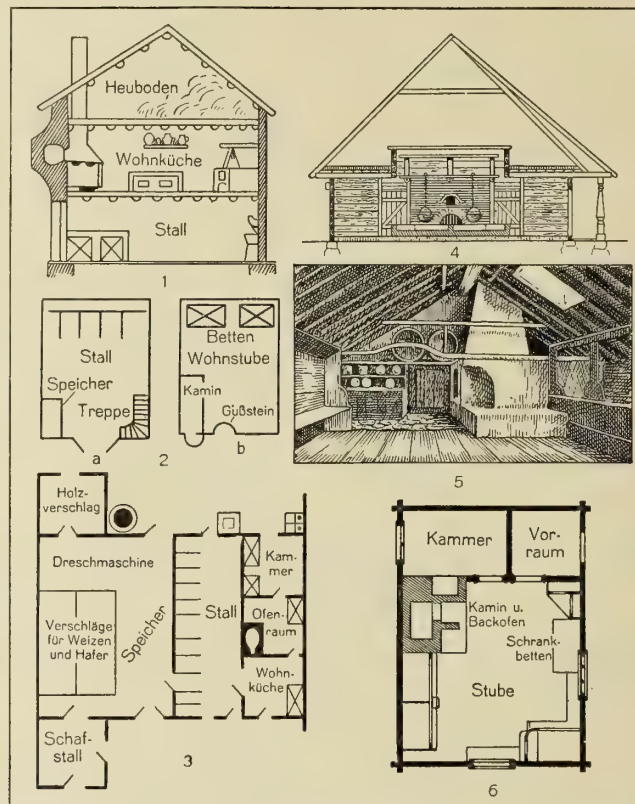 Heuboden
Wohnküche
Stall
1
4
Stall
Speicher
Treppe
a
2
Betten
Wohnstube
Kamin
Gußstein
b
5
Holz-
verschlag
Dreschmaschine
Verschläge
für Weizen
und Hafer
Speicher
Stall
Kam-
mer
Ofen-
raum
Wohn-
küche
Schaf-
stall
3
Kammer
Vor-
raum
Kamin u.
Backofen
Schrank-
betten
Stube
6